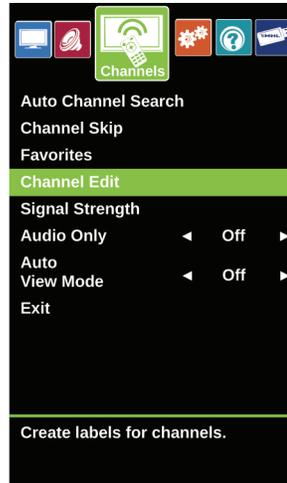 MHL
Channels
Auto Channel Search
Channel Skip
Favorites
Channel Edit
Signal Strength
Audio Only ◄ Off ►
Auto
View Mode ◄ Off ►
Exit
Create labels for channels.